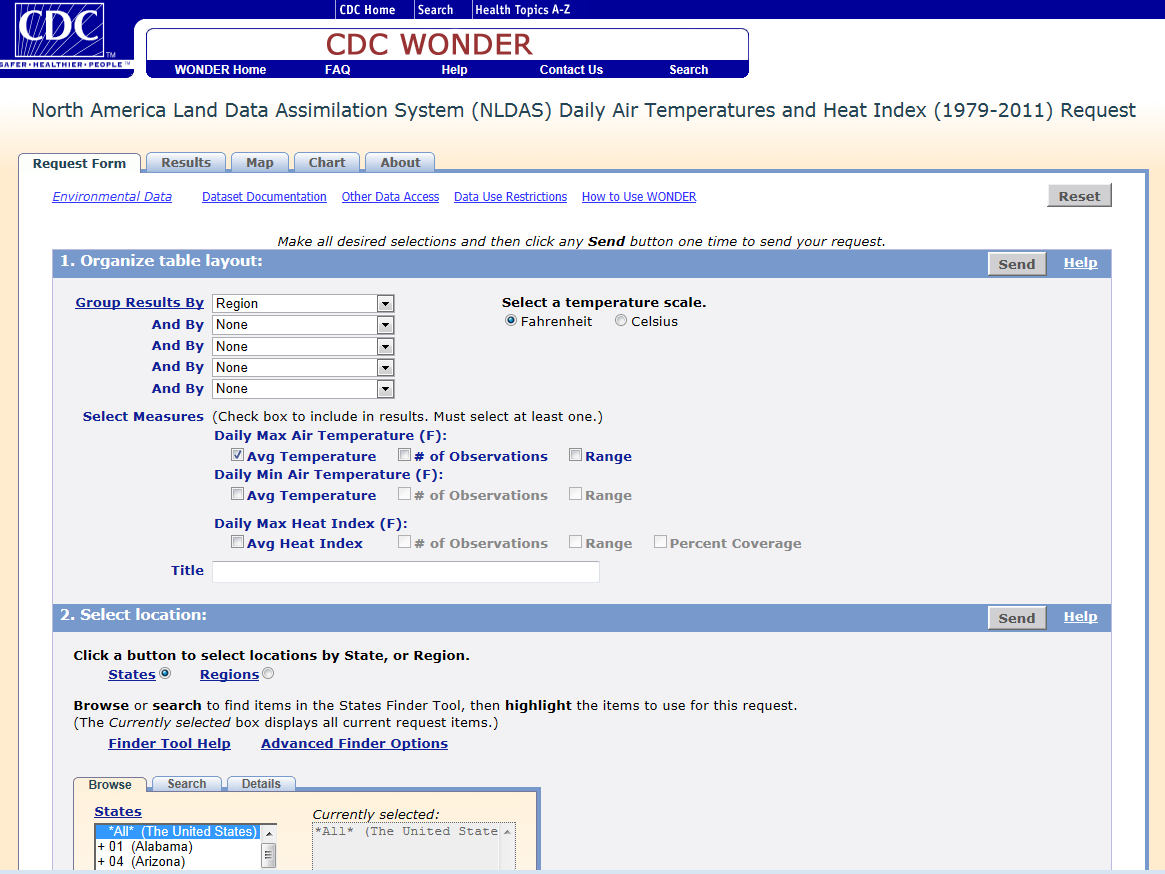 CDC Home Search Health Topics A-Z
CDC
TM
SAFER • HEALTHIER • PEOPLE™
CDC WONDER
WONDER Home FAQ Help Contact Us Search
North America Land Data Assimilation System (NLDAS) Daily Air Temperatures and Heat Index (1979-2011) Request
Request Form Results Map Chart About
Environmental Data Dataset Documentation Other Data Access Data Use Restrictions How to Use WONDER Reset
Make all desired selections and then click any Send button one time to send your request.
1. Organize table layout: Send Help
Group Results By Region Select a temperature scale.
And By None Fahrenheit Celsius
And By None
And By None
And By None
Select Measures (Check box to include in results. Must select at least one.)
Daily Max Air Temperature (F):
Avg Temperature # of Observations Range
Daily Min Air Temperature (F):
Avg Temperature # of Observations Range
Daily Max Heat Index (F):
Avg Heat Index # of Observations Range Percent Coverage
Title
2. Select location: Send Help
Click a button to select locations by State, or Region.
States Regions
Browse or search to find items in the States Finder Tool, then highlight the items to use for this request.
(The Currently selected box displays all current request items.)
Finder Tool Help Advanced Finder Options
Browse Search Details
States Currently selected:
*All* (The United States) *All* (The United State
+ 01 (Alabama)
+ 04 (Arizona)